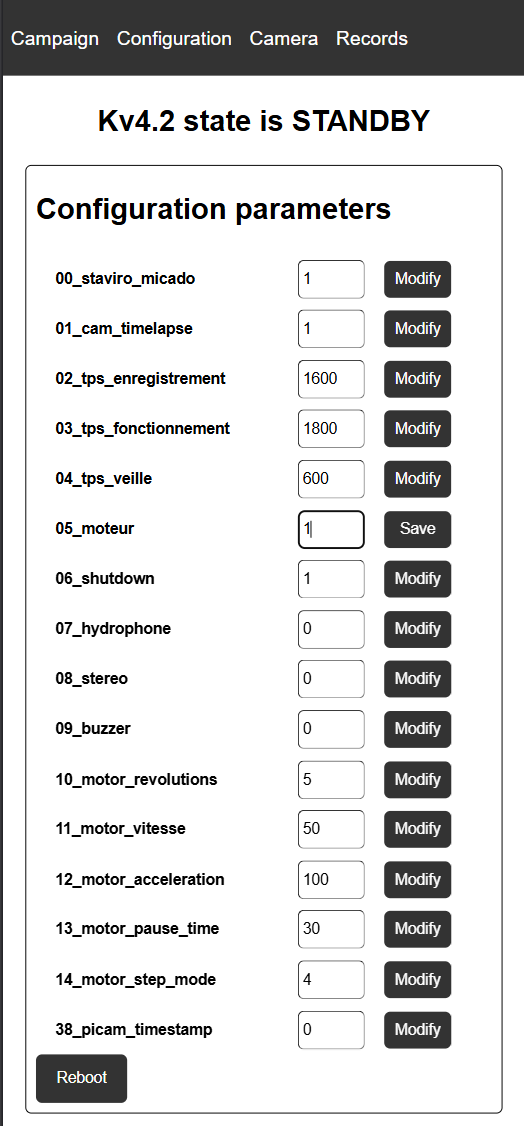 Campaign Configuration Camera Records
Kv4.2 state is STANDBY
Configuration parameters
00_staviro_micado 1 Modify
01_cam_timelapse 1 Modify
02_tps_enregistrement 1600 Modify
03_tps_fonctionnement 1800 Modify
04_tps_veille 600 Modify
05_moteur 1 Save
06_shutdown 1 Modify
07_hydrophone 0 Modify
08_stereo 0 Modify
09_buzzer 0 Modify
10_motor_revolutions 5 Modify
11_motor_vitesse 50 Modify
12_motor_acceleration 100 Modify
13_motor_pause_time 30 Modify
14_motor_step_mode 4 Modify
38_picam_timestamp 0 Modify
Reboot